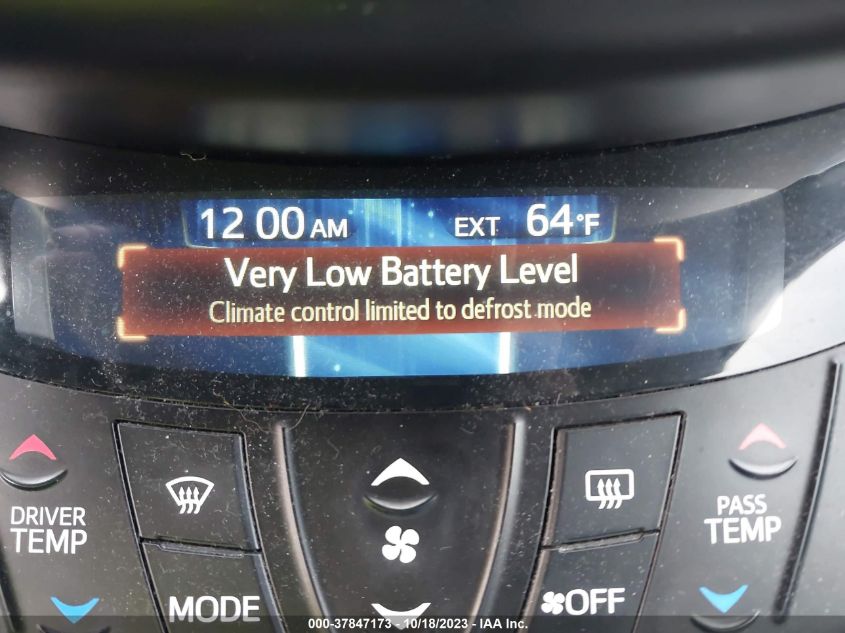 12 00 AM EXT 64°F
Very Low Battery Level
Climate control limited to defrost mode
DRIVER
TEMP
PASS
TEMP
MODE
OFF
000-37847173 - 10/18/2023 - IAA Inc.